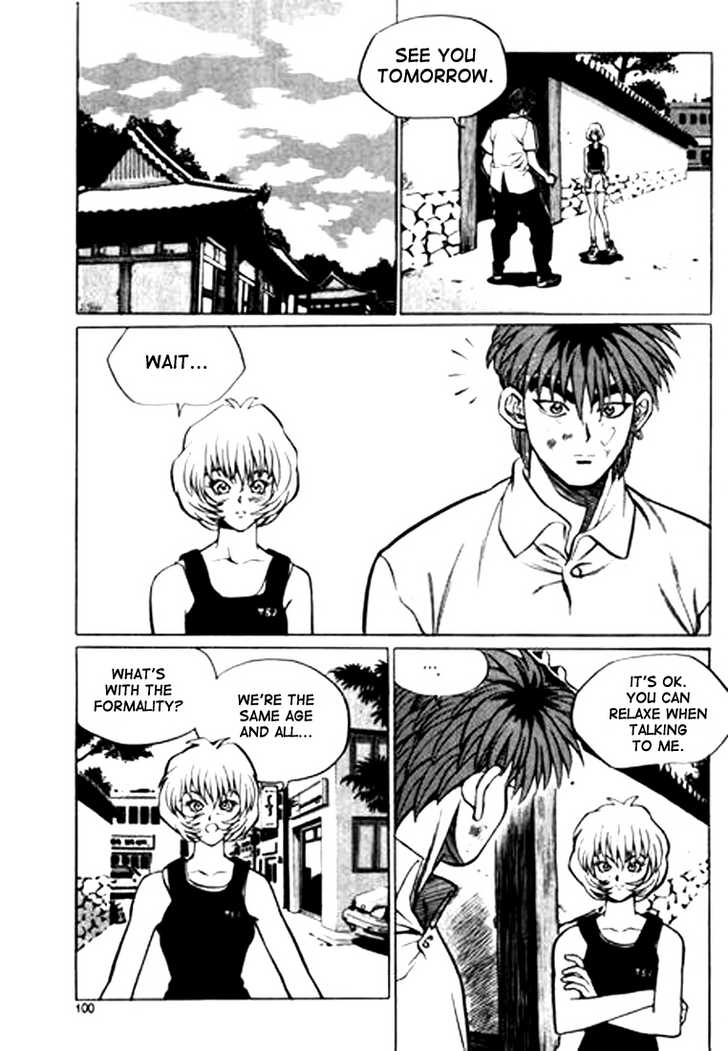 SEE YOU
TOMORROW.
WAIT...
TSJ
WHAT'S
WITH THE
FORMALITY?
WE'RE THE
SAME AGE
AND ALL...
...
IT'S OK.
YOU CAN
RELAXE WHEN
TALKING
TO ME.
100